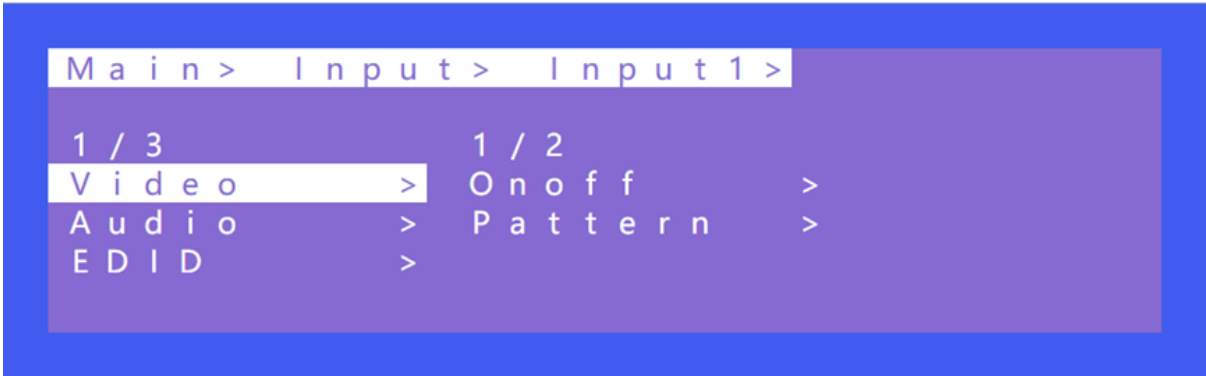 Main> Input> Input1>
1/3 1/2
Video > Onoff >
Audio > Pattern >
EDID >